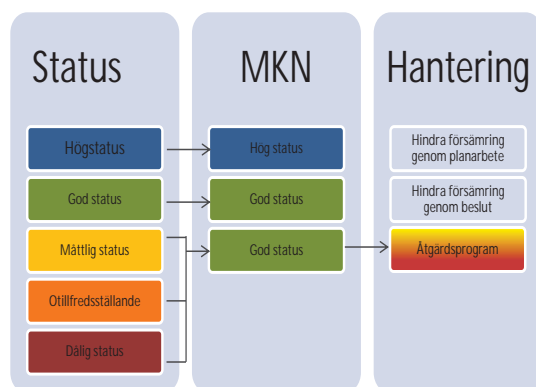 Status
Högstatus
God status
Måttlig status
Otillfredsställande
Dålig status
MKN
Hög status
God status
God status
Hantering
Hindra försämring
genom planarbete
Hindra försämring
genom beslut
Åtgärdsprogram